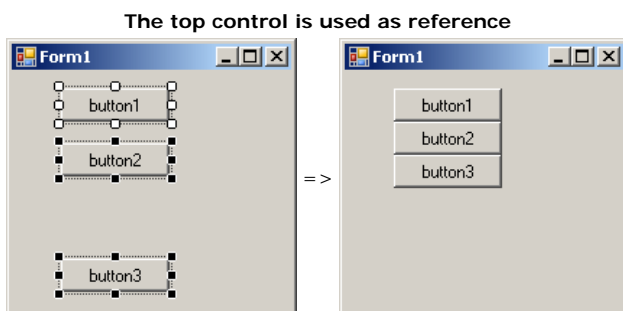 The top control is used as reference
Form1
button1
button2
button3
=>
Form1
button1
button2
button3